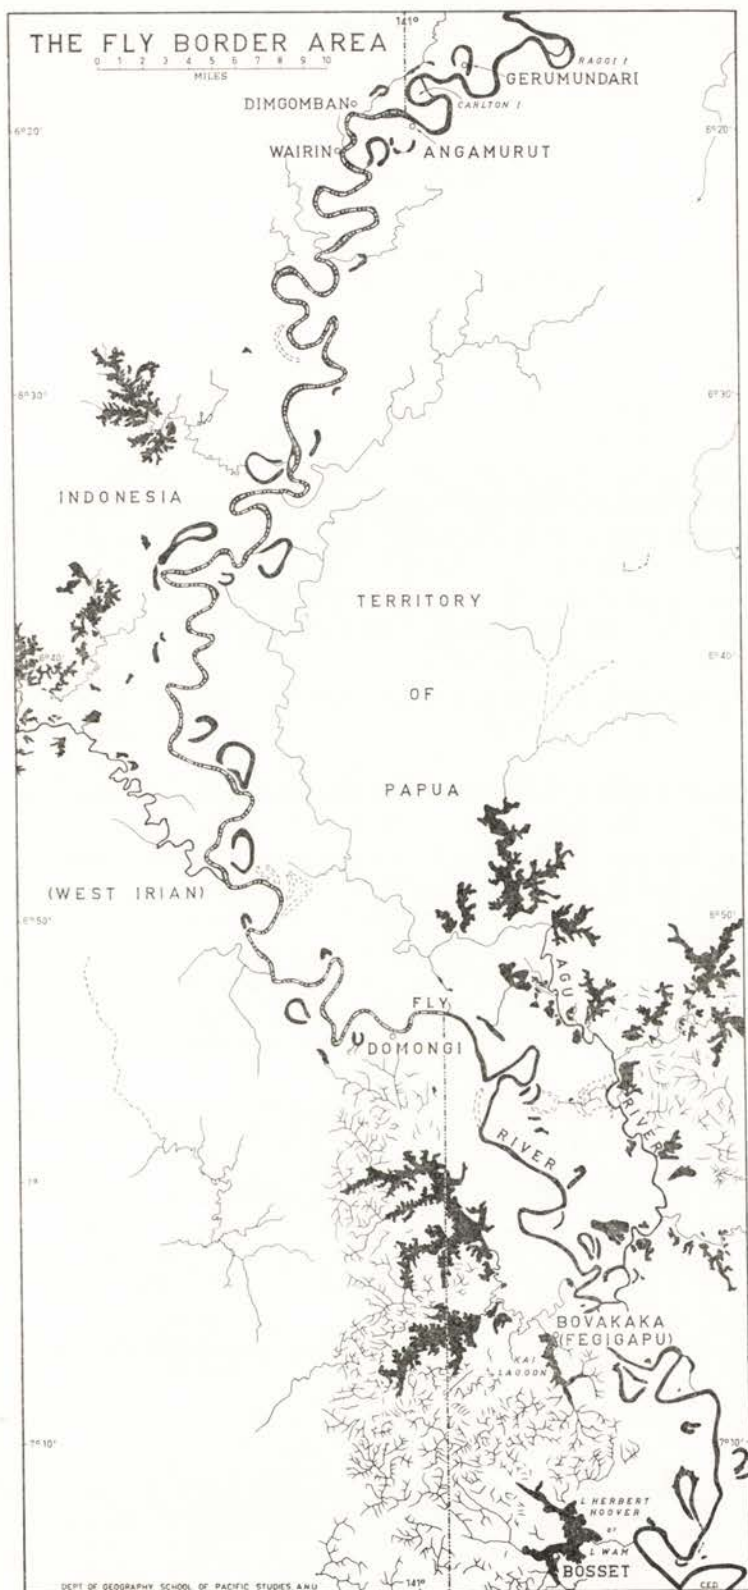 THE FLY BORDER AREA
0 1 2 3 4 5 6 7 8 9 10
MILES
141°
RAGGI I
GERUMUNDARI
CARLTON I
DIMGOMBAN
6°20'
6°20'
WAIRIN
ANGAMURUT
6°30'
6°30'
INDONESIA
TERRITORY
OF
PAPUA
6°40'
6°40'
(WEST IRIAN)
6°50'
6°50'
AGU
RIVER
FLY
DOMONGI
RIVER
7°
BOVAKAKA
(FEGIGAPU)
KAI
LAGOON
7°10'
7°10'
L HERBERT
HOOVER
or
L WAM
BOSSET
DEPT OF GEOGRAPHY SCHOOL OF PACIFIC STUDIES A.N.U
141°